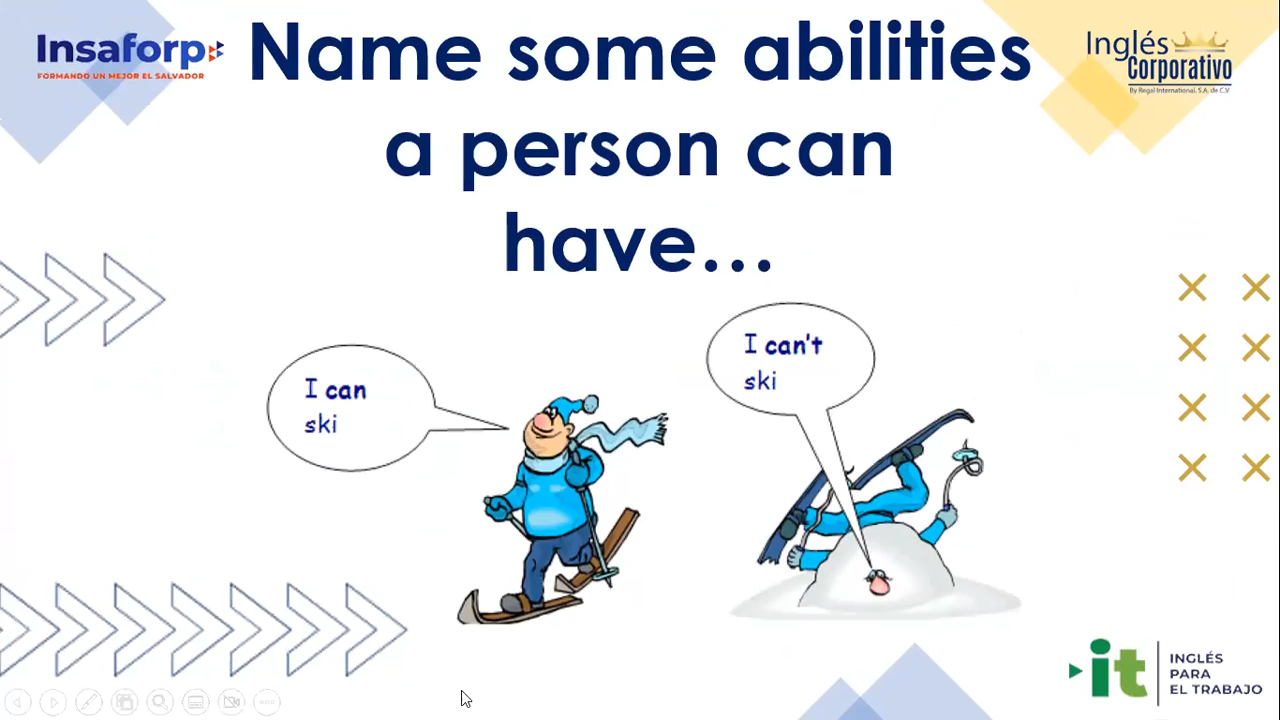 Insaforp
FORMANDO UN MEJOR EL SALVADOR
Name some abilities
a person can
have...
Inglés
Corporativo
By Regal International, S.A. de C.V
I can
ski
I can't
ski
it
INGLÉS
PARA
EL TRABAJO